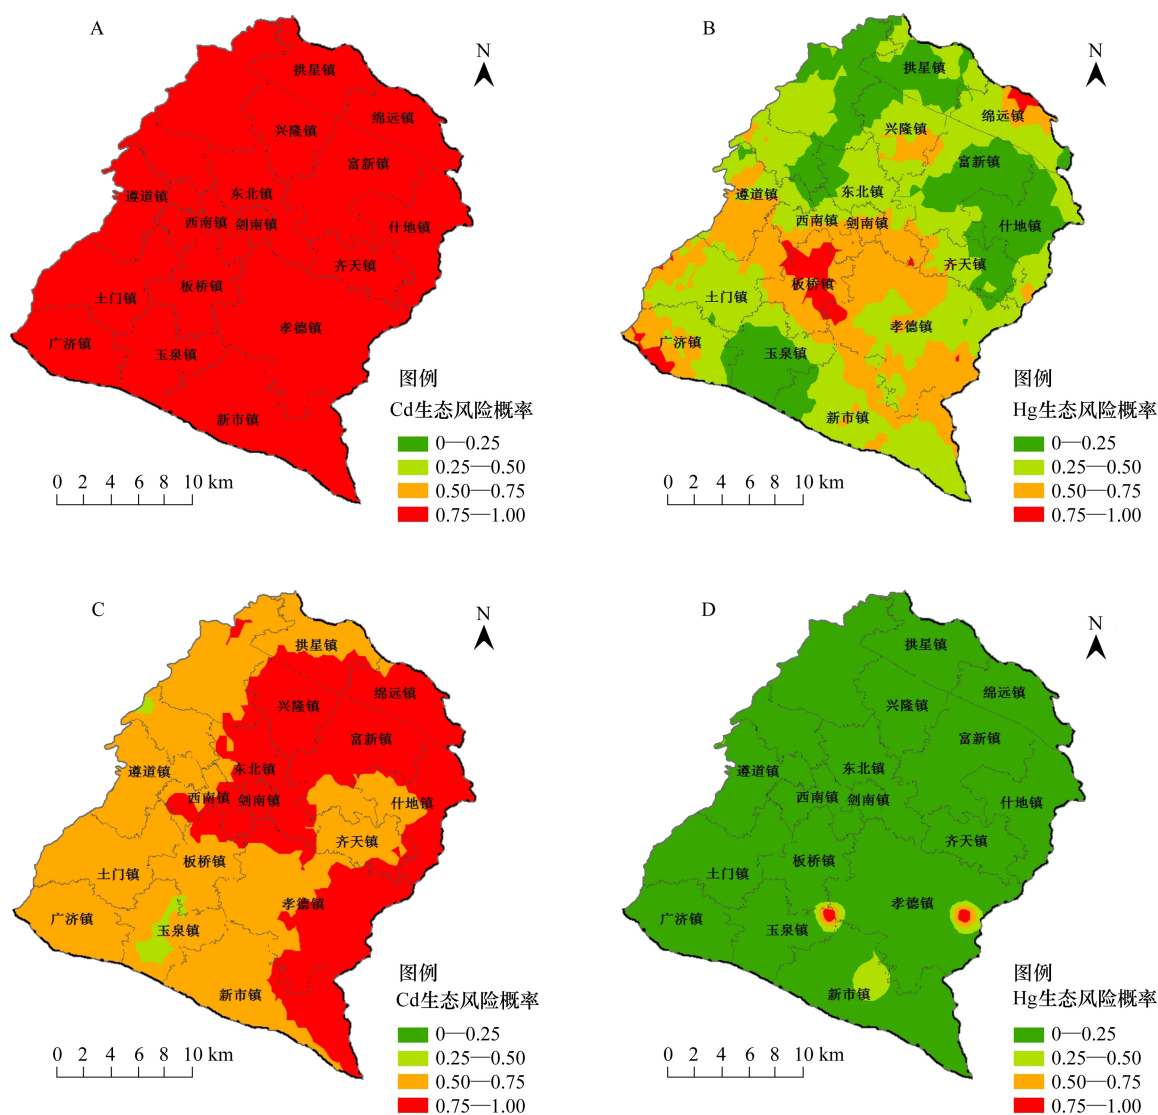 A
N
拱星镇
绵远镇
兴隆镇
富新镇
遵道镇
东北镇
西南镇
剑南镇
什地镇
齐天镇
板桥镇
土门镇
孝德镇
广济镇
玉泉镇
新市镇
图例
Cd生态风险概率
0—0.25
0.25—0.50
0.50—0.75
0.75—1.00
0 2 4 6 8 10 km
B
N
拱星镇
绵远镇
兴隆镇
富新镇
遵道镇
东北镇
西南镇
剑南镇
什地镇
齐天镇
板桥镇
土门镇
孝德镇
广济镇
玉泉镇
新市镇
图例
Hg生态风险概率
0—0.25
0.25—0.50
0.50—0.75
0.75—1.00
0 2 4 6 8 10 km
C
N
拱星镇
绵远镇
兴隆镇
富新镇
遵道镇
东北镇
西南镇
剑南镇
什地镇
齐天镇
板桥镇
土门镇
孝德镇
广济镇
玉泉镇
新市镇
图例
Cd生态风险概率
0—0.25
0.25—0.50
0.50—0.75
0.75—1.00
0 2 4 6 8 10 km
D
N
拱星镇
绵远镇
兴隆镇
富新镇
遵道镇
东北镇
西南镇
剑南镇
什地镇
齐天镇
板桥镇
土门镇
孝德镇
广济镇
玉泉镇
新市镇
图例
Hg生态风险概率
0—0.25
0.25—0.50
0.50—0.75
0.75—1.00
0 2 4 6 8 10 km